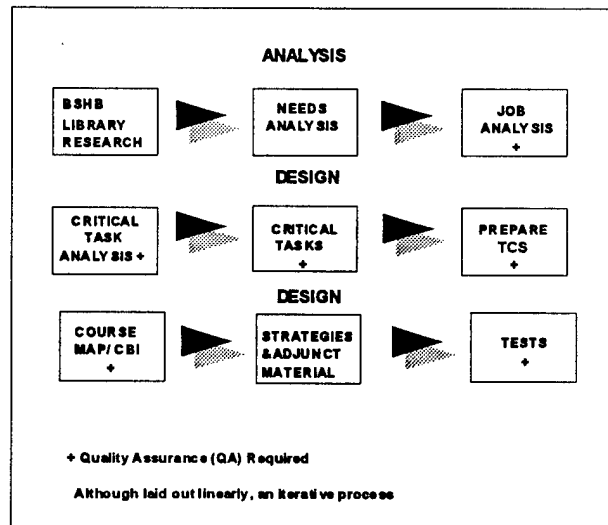 ANALYSIS
BSHB
LIBRARY
RESEARCH
NEEDS
ANALYSIS
JOB
ANALYSIS
+
DESIGN
CRITICAL
TASK
ANALYSIS +
CRITICAL
TASKS
+
PREPARE
TCS
+
DESIGN
COURSE
MAP/ CBI
+
STRATEGIES
&ADJUNCT
MATERIAL
TESTS
+
+ Quality Assurance (QA) Required
Although laid out linearly, an iterative process